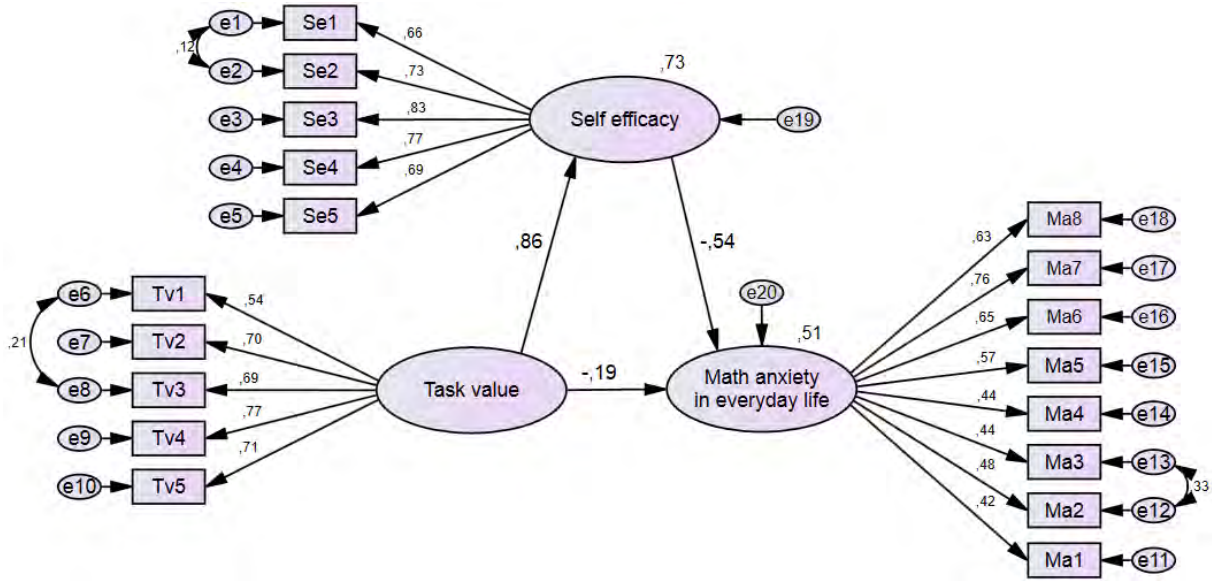 e1 Se1
,12
,66
e2 Se2
,73
,73
e3 Se3
,83
Self efficacy
e19
e4 Se4
,77
e5 Se5
,69
,86
-,54
e6 Tv1
,54
e7 Tv2
,70
,21
e8 Tv3
,69
e9 Tv4
,77
e10 Tv5
,71
Task value
-,19
e20
,51
Math anxiety
in everyday life
,63
Ma8 e18
,76
Ma7 e17
,65
Ma6 e16
,57
Ma5 e15
,44
Ma4 e14
,44
Ma3 e13
,48
,33
Ma2 e12
,42
Ma1 e11